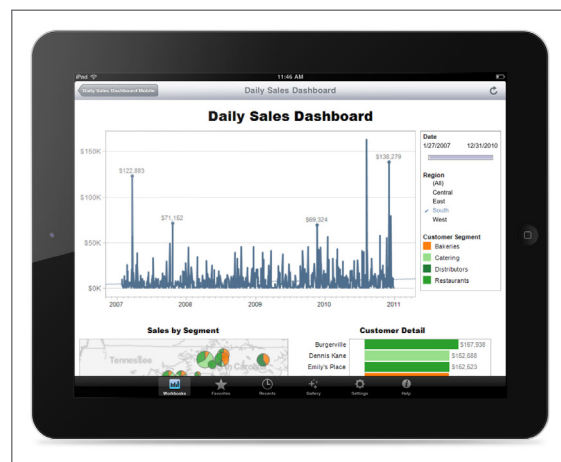 iPad
11:46 AM
Daily Sales Dashboard Mobile
Daily Sales Dashboard
Daily Sales Dashboard
$150K
$100K
$50K
$0K
$122,883
$71,152
$69,324
$138,279
2007
2008
2009
2010
2011
Date
1/27/2007
12/31/2010
Region
(All)
Central
East
✓ South
West
Customer Segment
Bakeries
Catering
Distributors
Restaurants
Sales by Segment
Tennessee
n Carolina
Customer Detail
Burgerville
$187,938
Dennis Kane
$162,688
Emily's Place
$162,623
Workbooks
Favorites
Recents
Gallery
Settings
Help